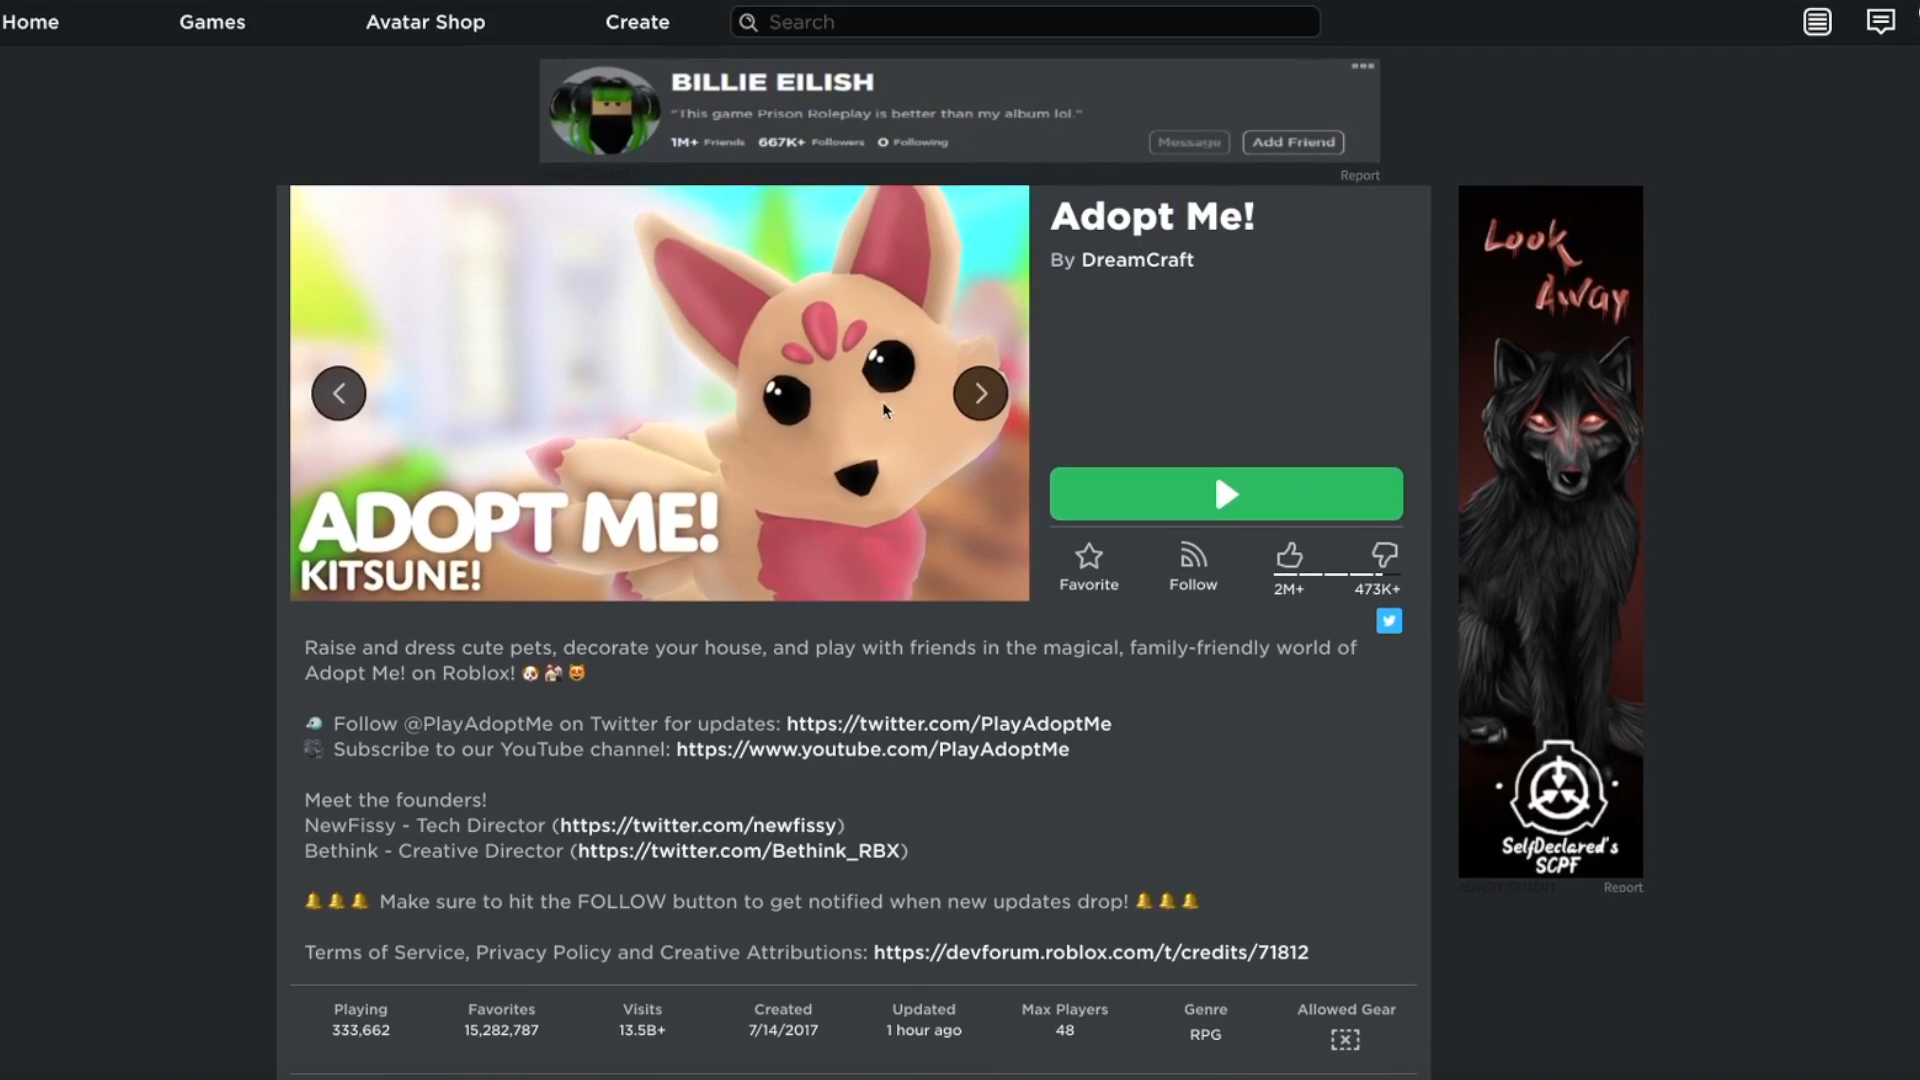 Home Games Avatar Shop Create Search
BILLIE EILISH
"This game Prison Roleplay is better than my album lol."
1M+ Friends 667K+ Followers 0 Following
Message Add Friend
Report
ADOPT ME!
KITSUNE!
Adopt Me!
By DreamCraft
Favorite Follow 2M+ 473K+
Look
Away
SelfDeclared's
SCPF
ADVERTISEMENT Report
Raise and dress cute pets, decorate your house, and play with friends in the magical, family-friendly world of
Adopt Me! on Roblox! 🐶 🏘️ 😻
Follow @PlayAdoptMe on Twitter for updates: https://twitter.com/PlayAdoptMe
Subscribe to our YouTube channel: https://www.youtube.com/PlayAdoptMe
Meet the founders!
NewFissy - Tech Director (https://twitter.com/newfissy)
Bethink - Creative Director (https://twitter.com/Bethink_RBX)
🔔🔔🔔 Make sure to hit the FOLLOW button to get notified when new updates drop! 🔔🔔🔔
Terms of Service, Privacy Policy and Creative Attributions: https://devforum.roblox.com/t/credits/71812
Playing Favorites Visits Created Updated Max Players Genre Allowed Gear
333,662 15,282,787 13.5B+ 7/14/2017 1 hour ago 48 RPG